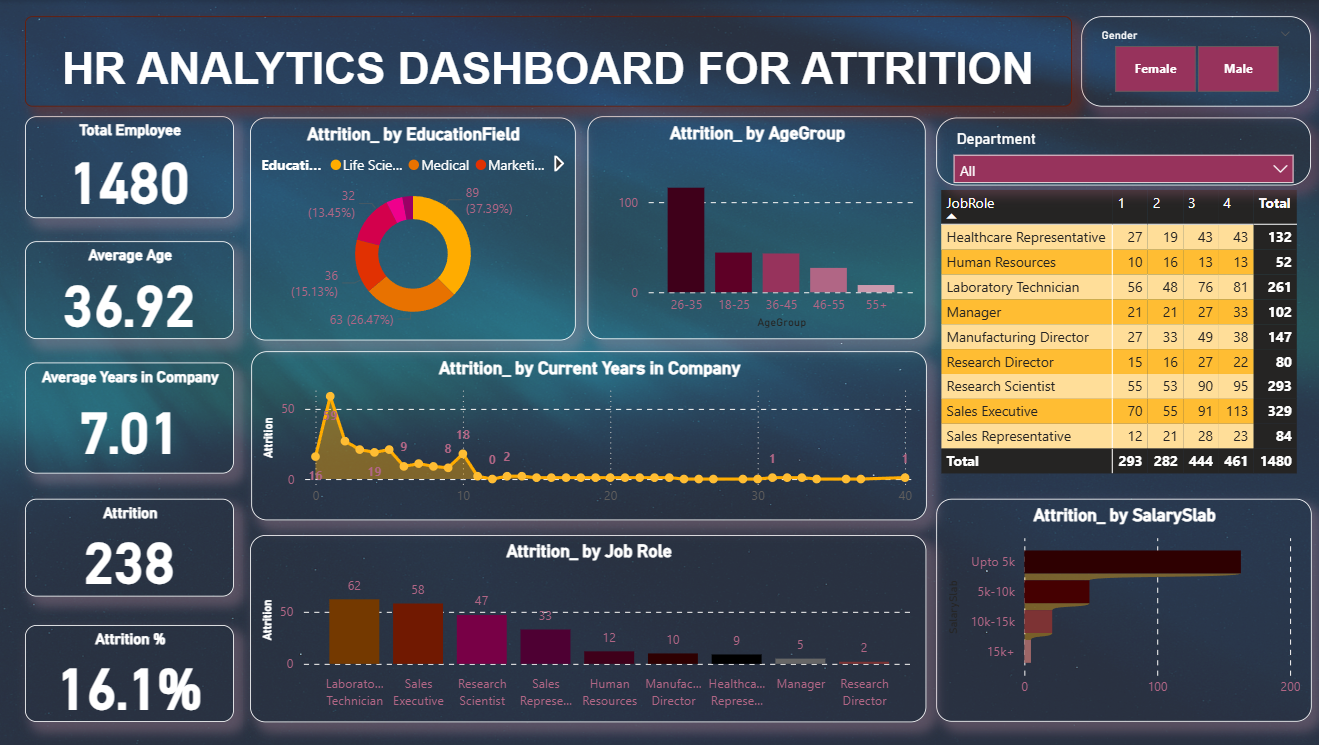 HR ANALYTICS DASHBOARD FOR ATTRITION
Gender
Female Male
Total Employee
1480
Average Age
36.92
Average Years in Company
7.01
Attrition
238
Attrition %
16.1%
Attrition_ by EducationField
Educati... Life Scie... Medical Marketi...
32
(13.45%)
89
(37.39%)
36
(15.13%)
63 (26.47%)
Attrition_ by AgeGroup
100
0
26-35 18-25 36-45 46-55 55+
AgeGroup
Department
All
JobRole 1 2 3 4 Total
Healthcare Representative 27 19 43 43 132
Human Resources 10 16 13 13 52
Laboratory Technician 56 48 76 81 261
Manager 21 21 27 33 102
Manufacturing Director 27 33 49 38 147
Research Director 15 16 27 22 80
Research Scientist 55 53 90 95 293
Sales Executive 70 55 91 113 329
Sales Representative 12 21 28 23 84
Total 293 282 444 461 1480
Attrition_ by Current Years in Company
Attrition
50
0
16 19 9 8 18 0 2 1 1
0 10 20 30 40
Attrition_ by Job Role
Attrition
50
0
62 58 47 33 12 10 9 5 2
Laborato... Technician
Sales Executive
Research Scientist
Sales Represe...
Human Resources
Manufac... Director
Healthca... Represe...
Manager
Research Director
Attrition_ by SalarySlab
SalarySlab
Upto 5k
5k-10k
10k-15k
15k+
0 100 200